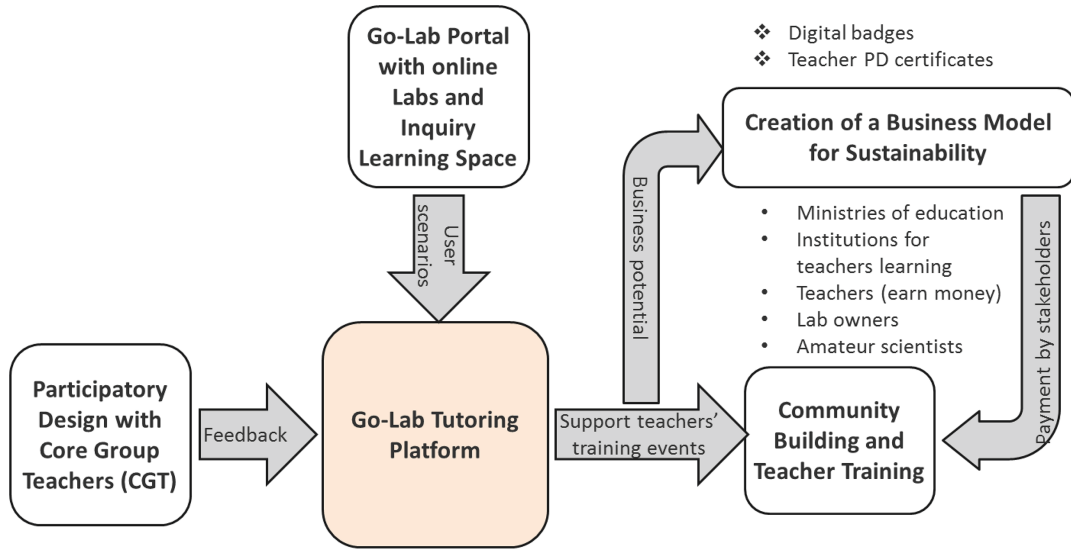 Go-Lab Portal
with online
Labs and
Inquiry
Learning Space
❖ Digital badges
❖ Teacher PD certificates
Creation of a Business Model
for Sustainability
User
scenarios
Business potential
• Ministries of education
• Institutions for
teachers learning
• Teachers (earn money)
• Lab owners
• Amateur scientists
Payment by stakeholders
Participatory
Design with
Core Group
Teachers (CGT)
Feedback
Go-Lab Tutoring
Platform
Support teachers’
training events
Community
Building and
Teacher Training